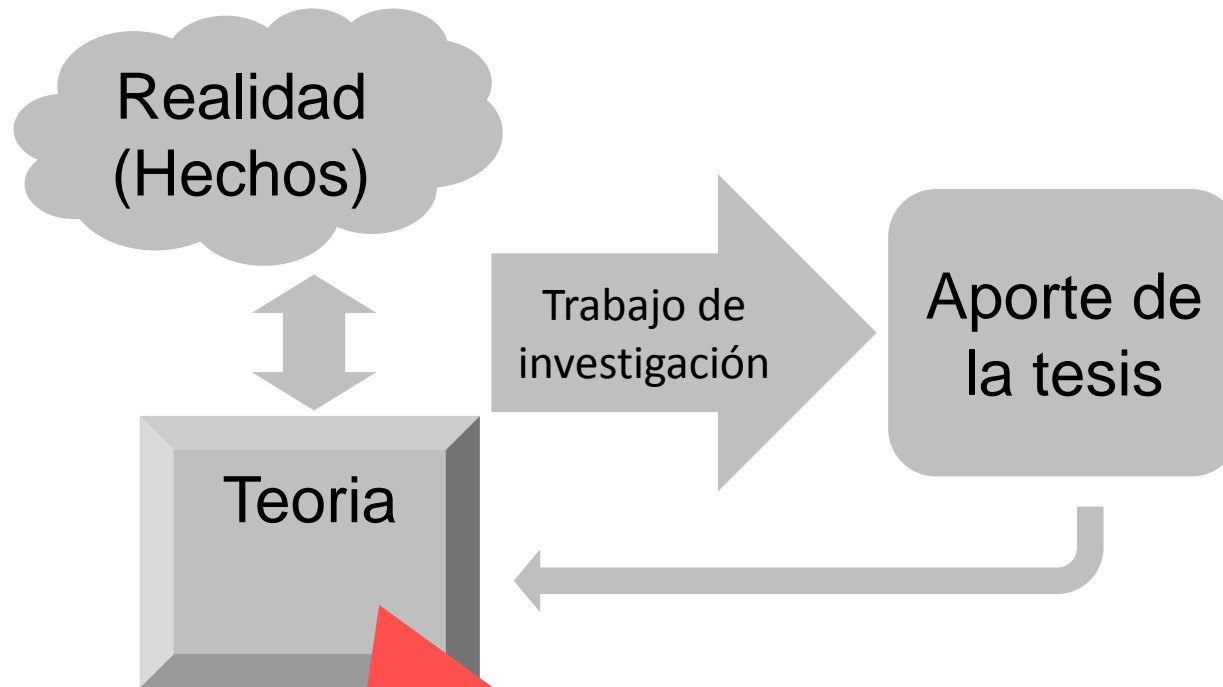 Realidad
(Hechos)
Trabajo de
investigación
Aporte de
la tesis
Teoria